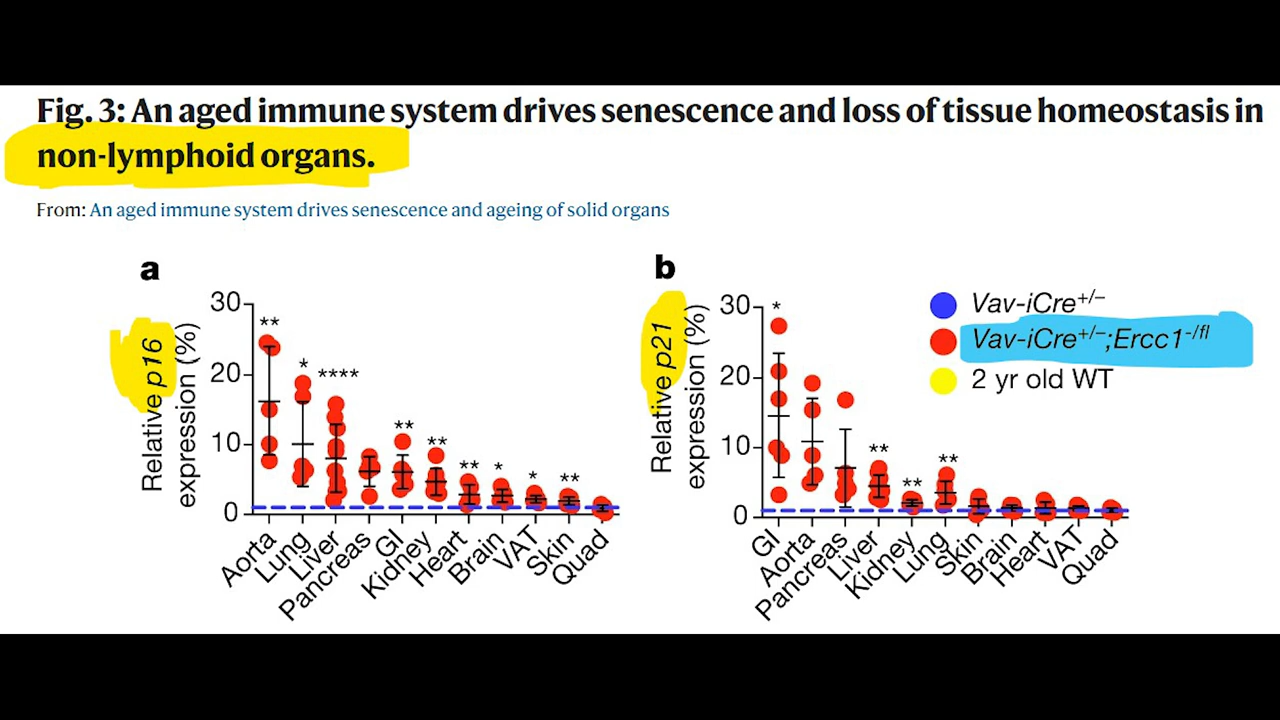 Fig. 3: An aged immune system drives senescence and loss of tissue homeostasis in
non-lymphoid organs.
From: An aged immune system drives senescence and ageing of solid organs
a
Relative p16
expression (%)
30
20
10
0
**
*
****
**
**
**
*
*
**
Aorta
Lung
Liver
Pancreas
GI
Kidney
Heart
Brain
VAT
Skin
Quad
b
Relative p21
expression (%)
30
20
10
0
*
**
**
**
GI
Aorta
Pancreas
Liver
Kidney
Lung
Skin
Brain
Heart
VAT
Quad
Vav-iCre+/–
Vav-iCre+/–;Ercc1-/fl
2 yr old WT